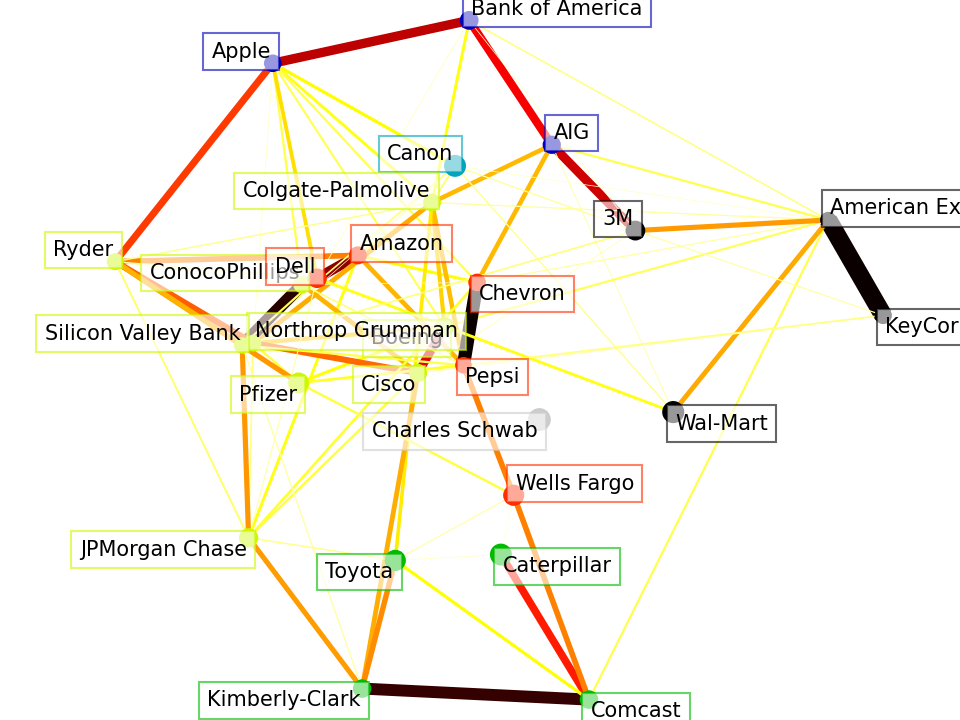 Bank of America
Apple
AIG
Canon
Colgate-Palmolive
American Ex
3M
Ryder
Amazon
ConocoPhillips
Dell
Chevron
KeyCor
Silicon Valley Bank
Northrop Grumman
Boeing
Pepsi
Cisco
Pfizer
Wal-Mart
Charles Schwab
Wells Fargo
JPMorgan Chase
Toyota
Caterpillar
Kimberly-Clark
Comcast